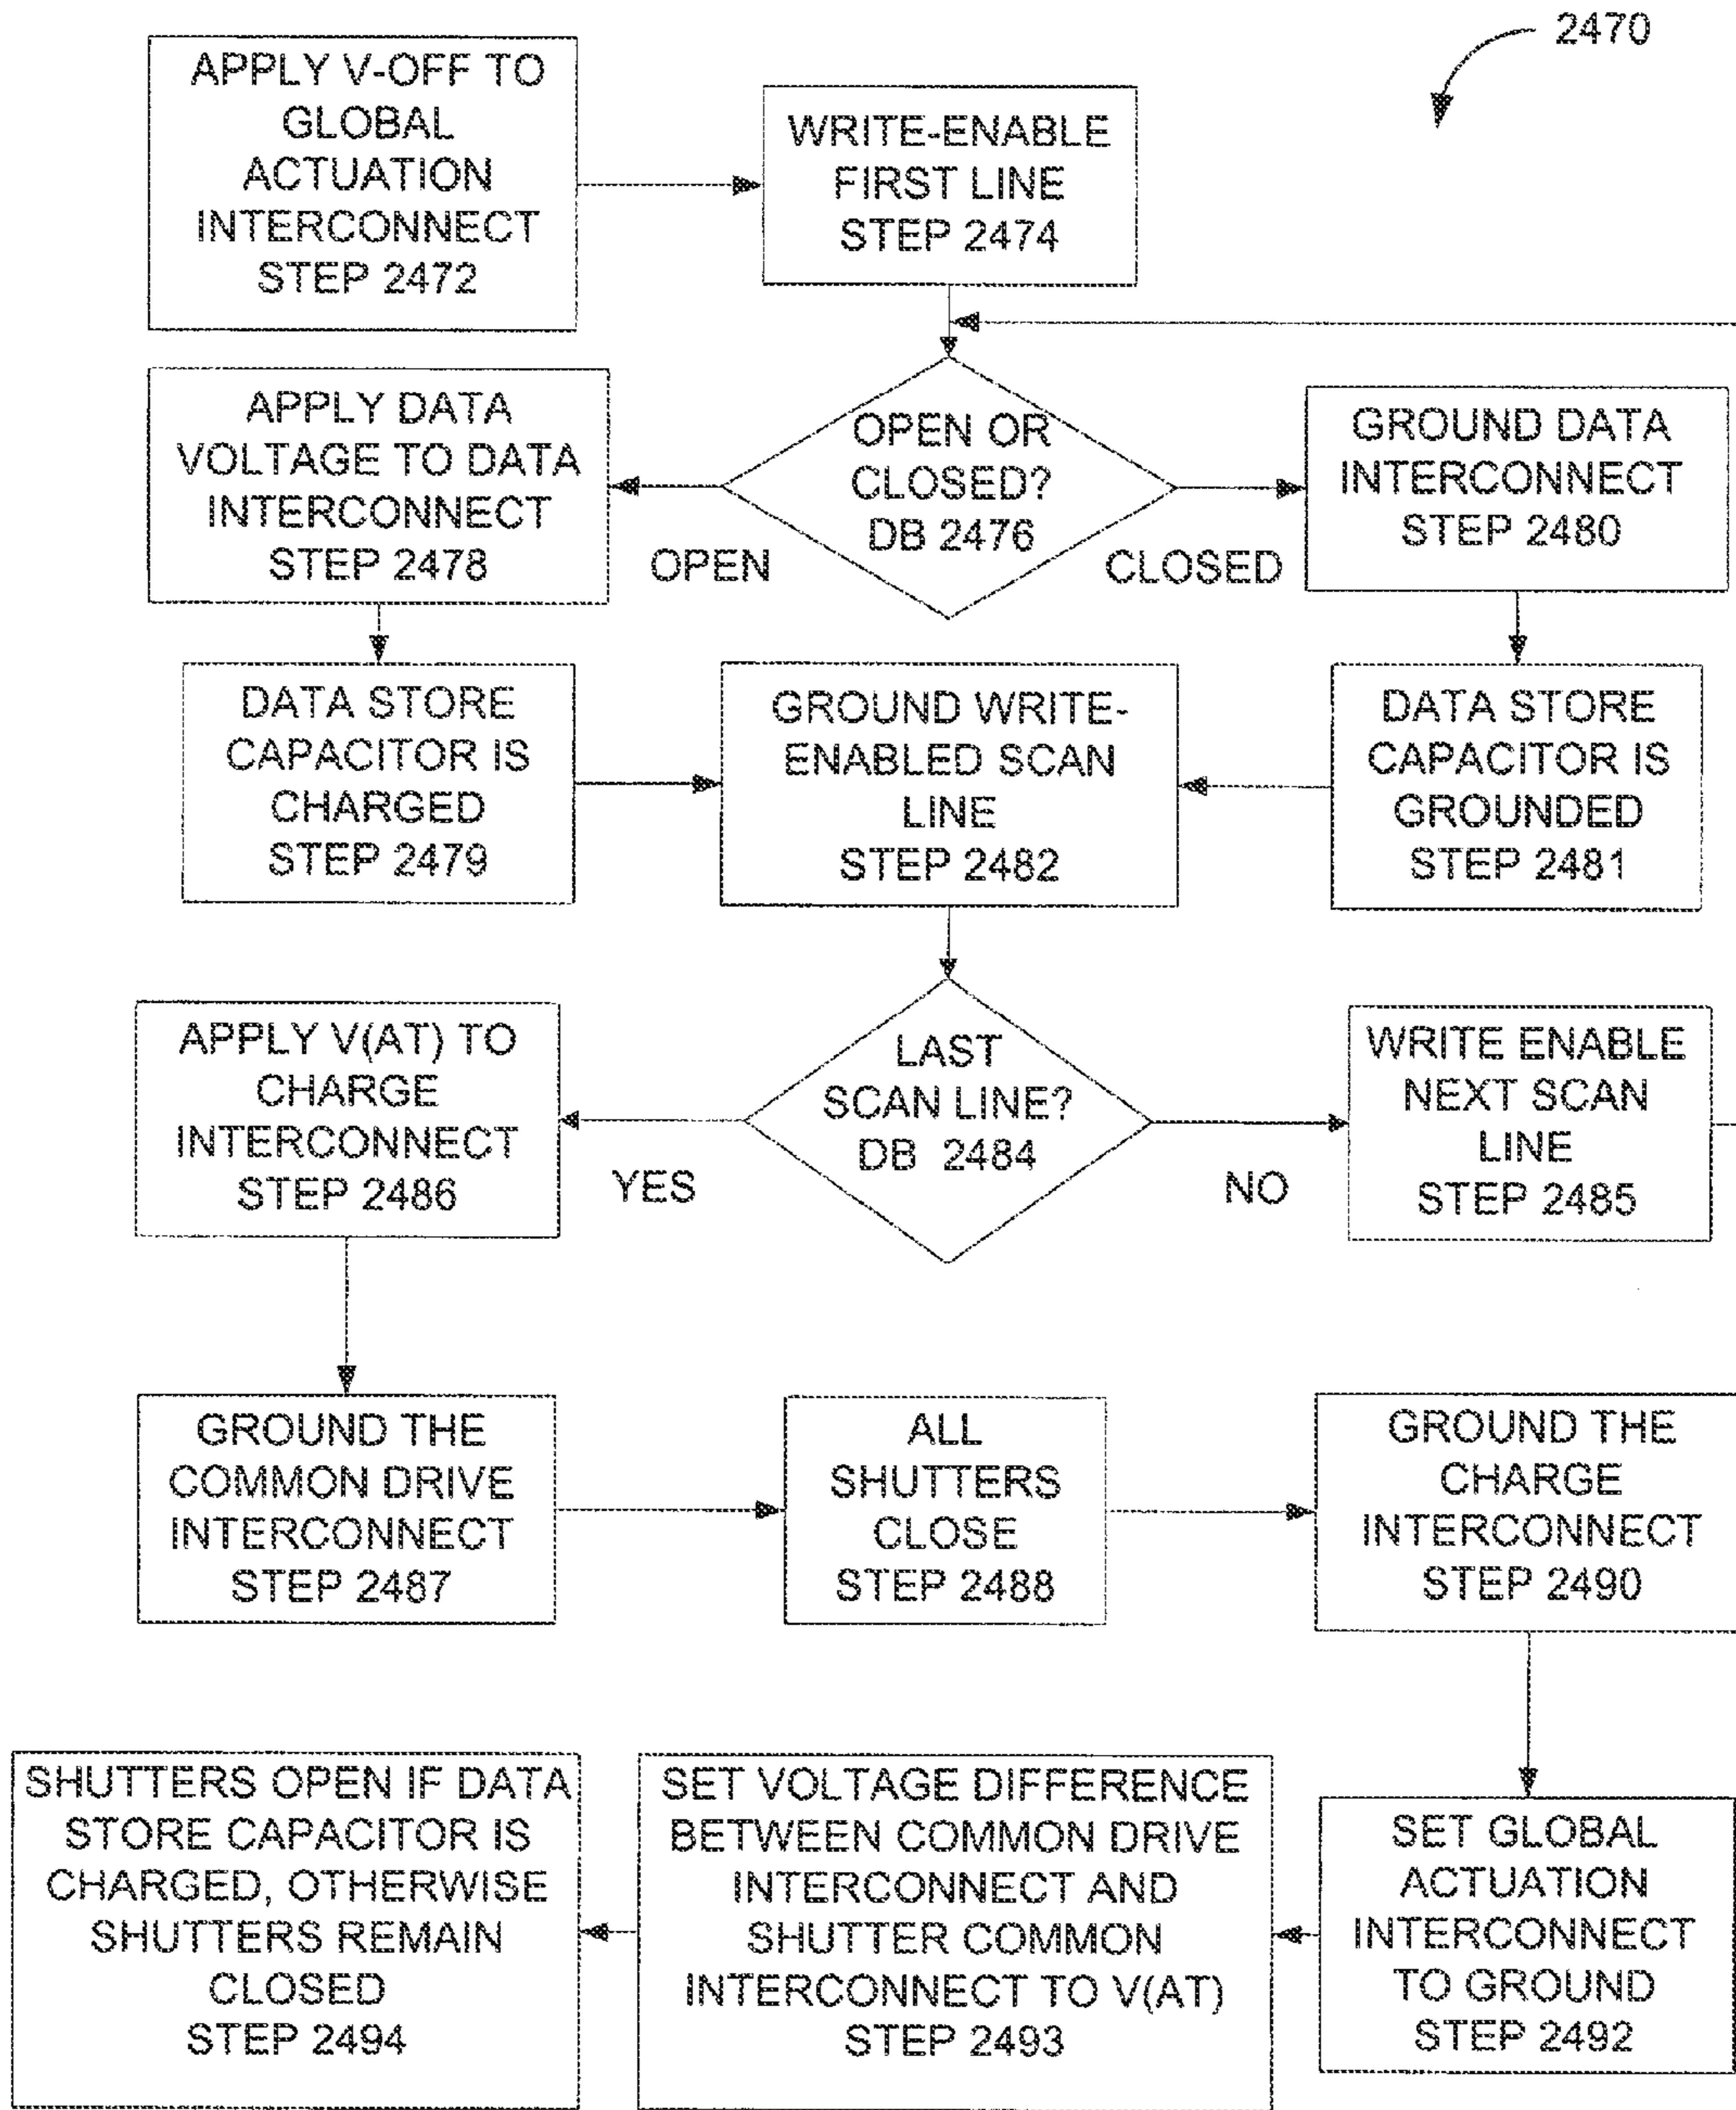 2470
APPLY V-OFF TO
GLOBAL
ACTUATION
INTERCONNECT
STEP 2472
WRITE-ENABLE
FIRST LINE
STEP 2474
APPLY DATA
VOLTAGE TO DATA
INTERCONNECT
STEP 2478
OPEN OR
CLOSED?
DB 2476
OPEN
CLOSED
GROUND DATA
INTERCONNECT
STEP 2480
DATA STORE
CAPACITOR IS
CHARGED
STEP 2479
GROUND WRITE-
ENABLED SCAN
LINE
STEP 2482
DATA STORE
CAPACITOR IS
GROUNDED
STEP 2481
APPLY V(AT) TO
CHARGE
INTERCONNECT
STEP 2486
LAST
SCAN LINE?
DB 2484
YES
NO
WRITE ENABLE
NEXT SCAN
LINE
STEP 2485
GROUND THE
COMMON DRIVE
INTERCONNECT
STEP 2487
ALL
SHUTTERS
CLOSE
STEP 2488
GROUND THE
CHARGE
INTERCONNECT
STEP 2490
SHUTTERS OPEN IF DATA
STORE CAPACITOR IS
CHARGED, OTHERWISE
SHUTTERS REMAIN
CLOSED
STEP 2494
SET VOLTAGE DIFFERENCE
BETWEEN COMMON DRIVE
INTERCONNECT AND
SHUTTER COMMON
INTERCONNECT TO V(AT)
STEP 2493
SET GLOBAL
ACTUATION
INTERCONNECT
TO GROUND
STEP 2492